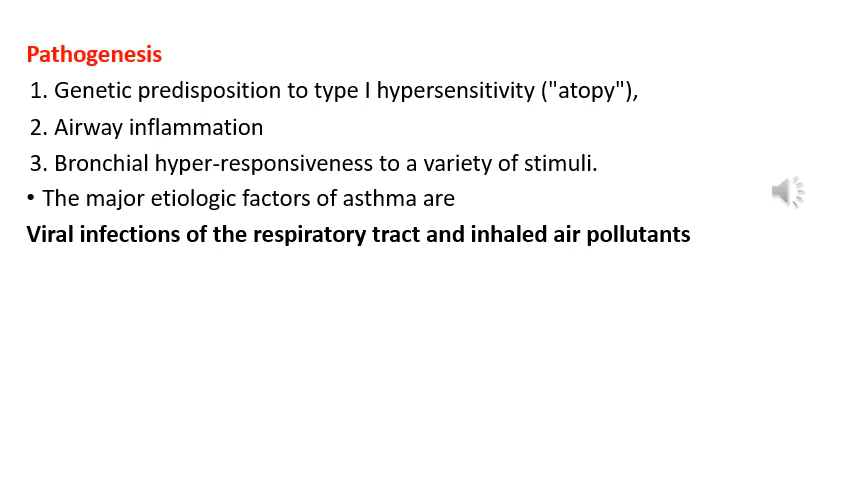 Pathogenesis
1. Genetic predisposition to type I hypersensitivity ("atopy"),
2. Airway inflammation
3. Bronchial hyper-responsiveness to a variety of stimuli.
• The major etiologic factors of asthma are
Viral infections of the respiratory tract and inhaled air pollutants